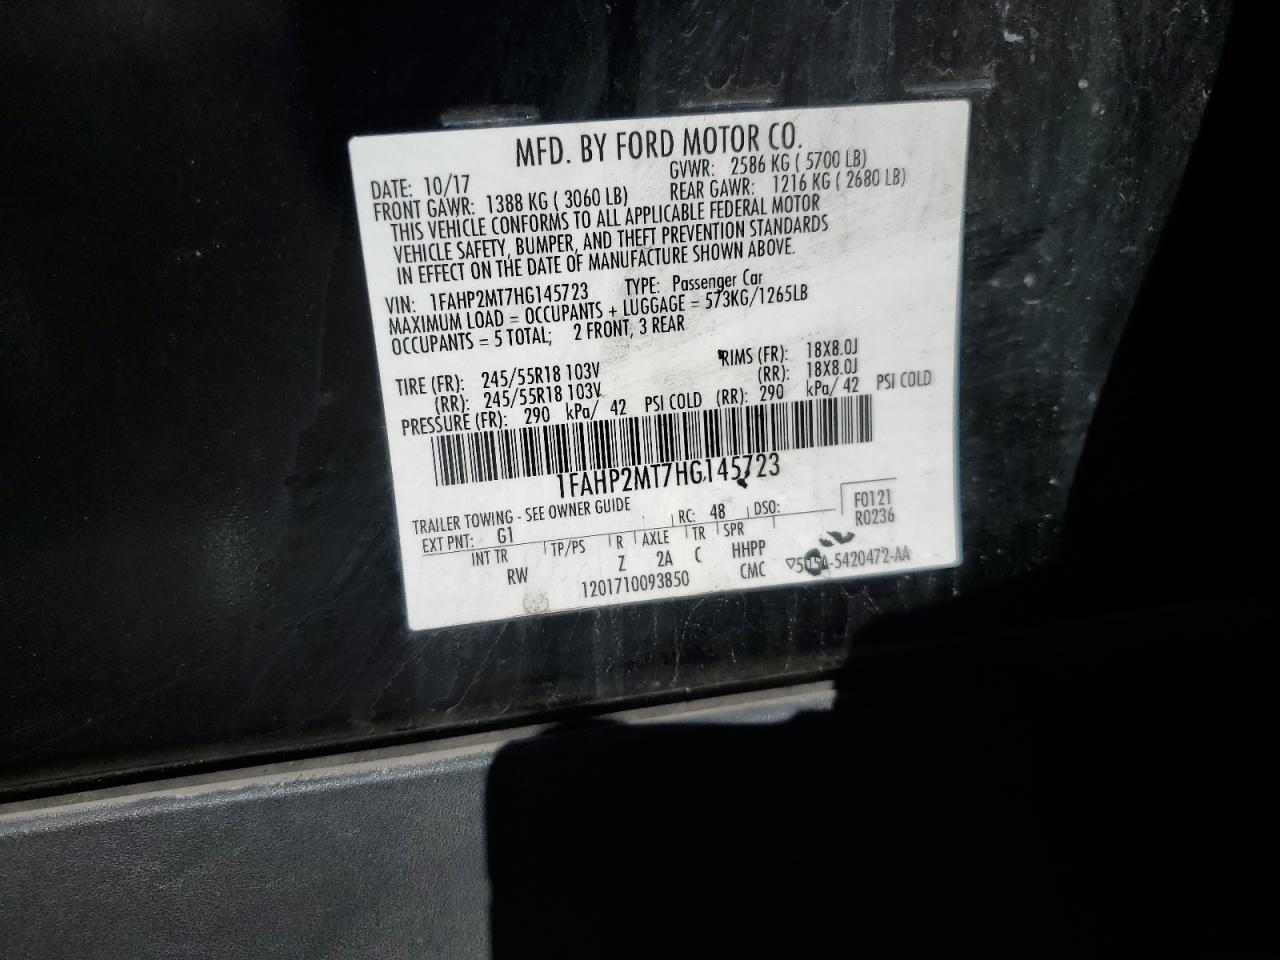 MFD. BY FORD MOTOR CO.
DATE: 10/17 GVWR: 2586 KG ( 5700 LB)
FRONT GAWR: 1388 KG ( 3060 LB) REAR GAWR: 1216 KG ( 2680 LB)
THIS VEHICLE CONFORMS TO ALL APPLICABLE FEDERAL MOTOR
VEHICLE SAFETY, BUMPER, AND THEFT PREVENTION STANDARDS
IN EFFECT ON THE DATE OF MANUFACTURE SHOWN ABOVE.
VIN: 1FAHP2MT7HG145723 TYPE: Passenger Car
MAXIMUM LOAD = OCCUPANTS + LUGGAGE = 573KG/1265LB
OCCUPANTS = 5 TOTAL; 2 FRONT, 3 REAR
TIRE (FR): 245/55R18 103V RIMS (FR): 18X8.0J
(RR): 245/55R18 103V (RR): 18X8.0J
PRESSURE (FR): 290 kPa/ 42 PSI COLD (RR): 290 kPa/ 42 PSI COLD
1FAHP2MT7HG145723
TRAILER TOWING - SEE OWNER GUIDE
EXT PNT: G1 RC: 48 DSO: F0121
INT TR TP/PS R AXLE TR SPR R0236
RW Z 2A C HHPP
1201710093850 CMC -5420472-AA